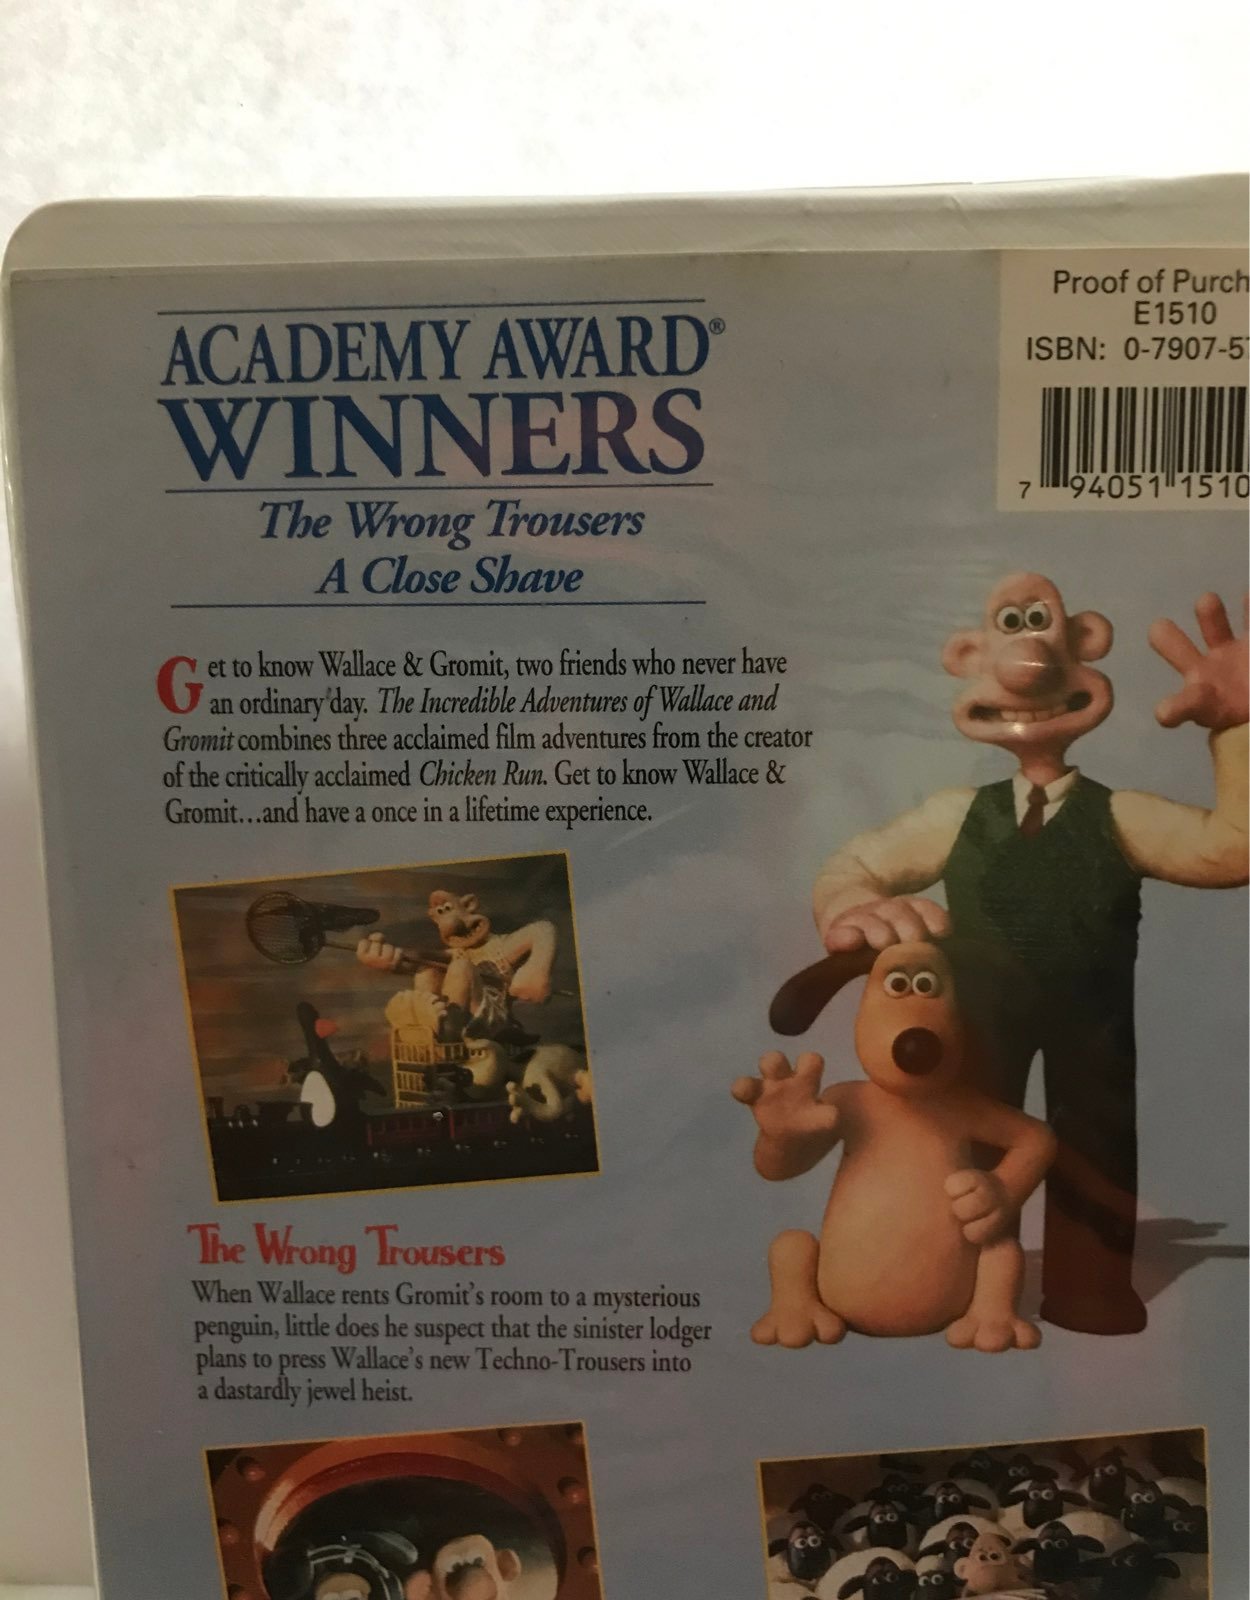 Proof of Purch
E1510
ISBN: 0-7907-5
7 94051 1510
ACADEMY AWARD®
WINNERS
The Wrong Trousers
A Close Shave
Get to know Wallace & Gromit, two friends who never have
an ordinary day. The Incredible Adventures of Wallace and
Gromit combines three acclaimed film adventures from the creator
of the critically acclaimed Chicken Run. Get to know Wallace &
Gromit...and have a once in a lifetime experience.
The Wrong Trousers
When Wallace rents Gromit's room to a mysterious
penguin, little does he suspect that the sinister lodger
plans to press Wallace's new Techno-Trousers into
a dastardly jewel heist.